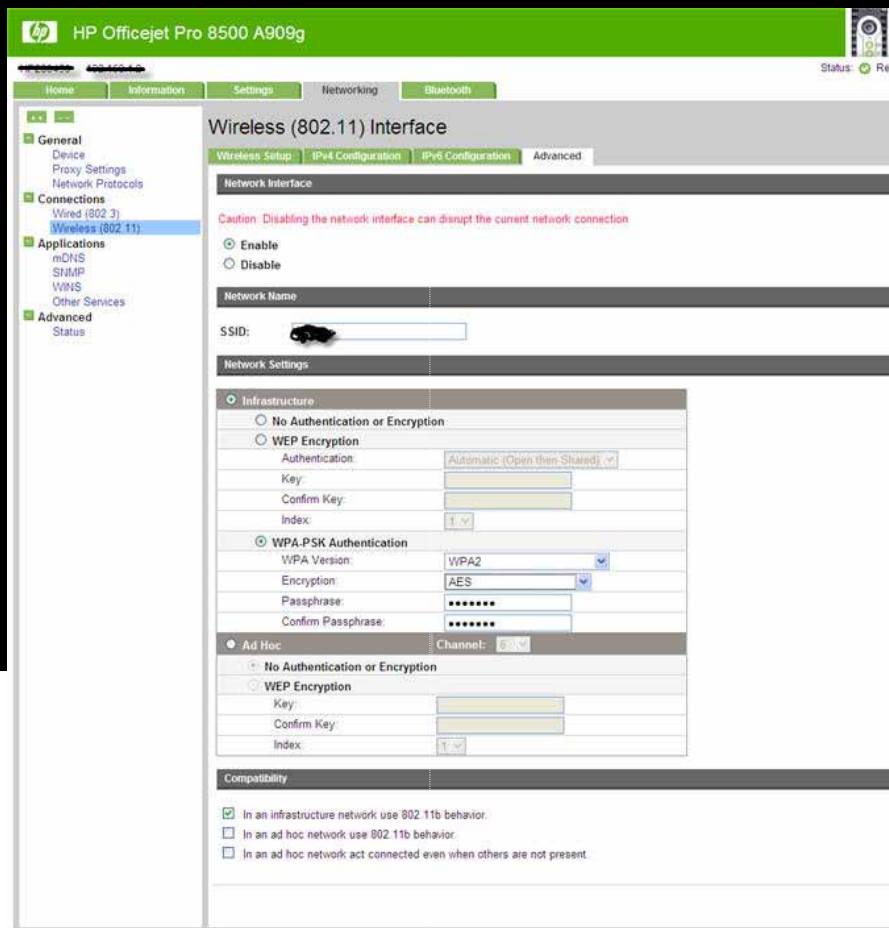 hp HP Officejet Pro 8500 A909g
Status: Re
Home Information Settings Networking Bluetooth
++ --
General
Device
Proxy Settings
Network Protocols
Connections
Wired (802.3)
Wireless (802.11)
Applications
mDNS
SNMP
WINS
Other Services
Advanced
Status
Wireless (802.11) Interface
Wireless Setup IPv4 Configuration IPv6 Configuration Advanced
Network Interface
Caution: Disabling the network interface can disrupt the current network connection
Enable
Disable
Network Name
SSID:
Network Settings
Infrastructure
No Authentication or Encryption
WEP Encryption
Authentication: Automatic (Open then Shared)
Key:
Confirm Key:
Index: 1
WPA-PSK Authentication
WPA Version: WPA2
Encryption: AES
Passphrase: •••••••
Confirm Passphrase: •••••••
Ad Hoc Channel: 6
No Authentication or Encryption
WEP Encryption
Key:
Confirm Key:
Index 1
Compatibility
In an infrastructure network use 802.11b behavior.
In an ad hoc network use 802.11b behavior.
In an ad hoc network act connected even when others are not present.